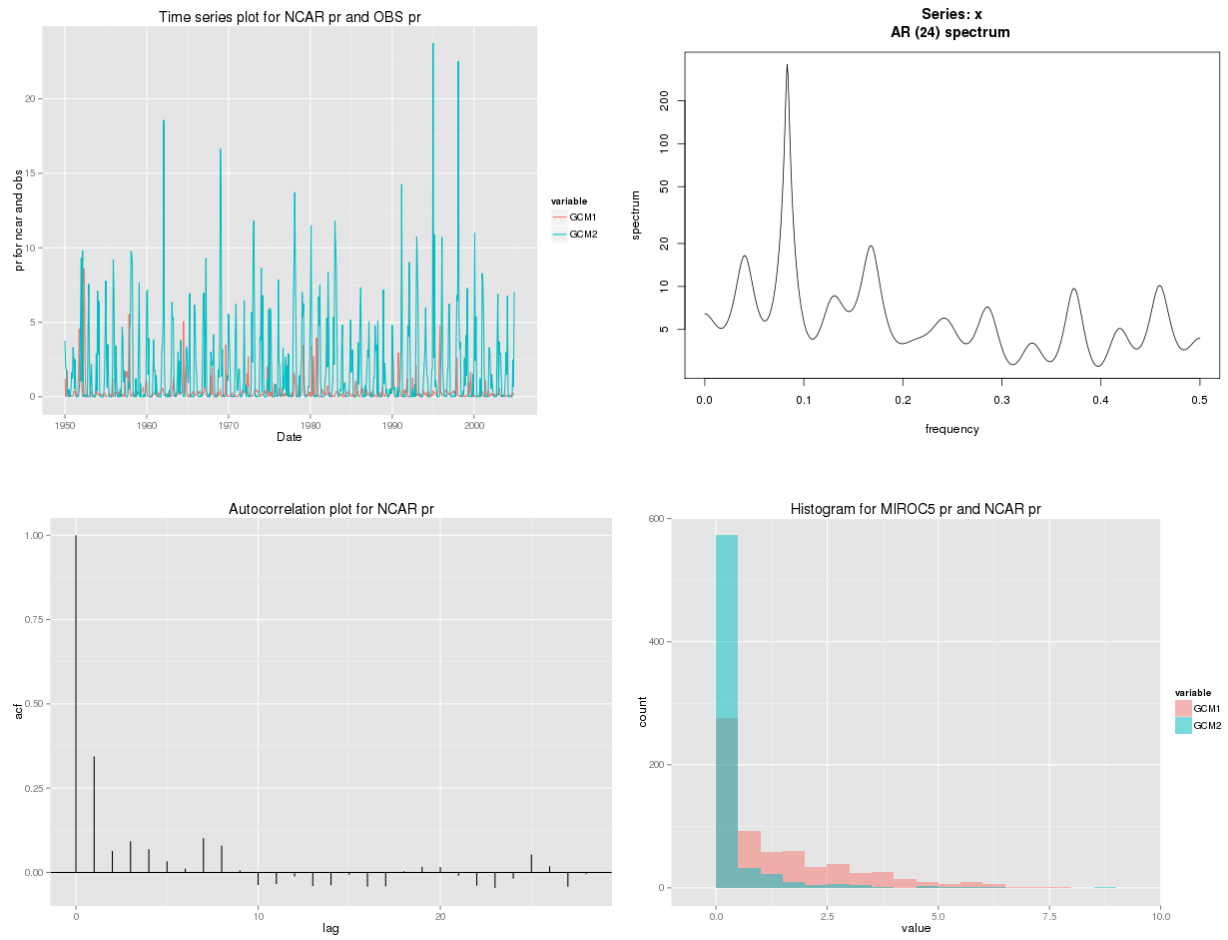 Time series plot for NCAR pr and OBS pr
pr for ncar and obs
20
15
10
5
0
1950 1960 1970 1980 1990 2000
Date
variable
GCM1
GCM2
Series: x
AR (24) spectrum
spectrum
200
100
50
20
10
5
0.0 0.1 0.2 0.3 0.4 0.5
frequency
Autocorrelation plot for NCAR pr
acf
1.00
0.75
0.50
0.25
0.00
0 10 20
lag
Histogram for MIROC5 pr and NCAR pr
count
600
400
200
0
0.0 2.5 5.0 7.5 10.0
value
variable
GCM1
GCM2